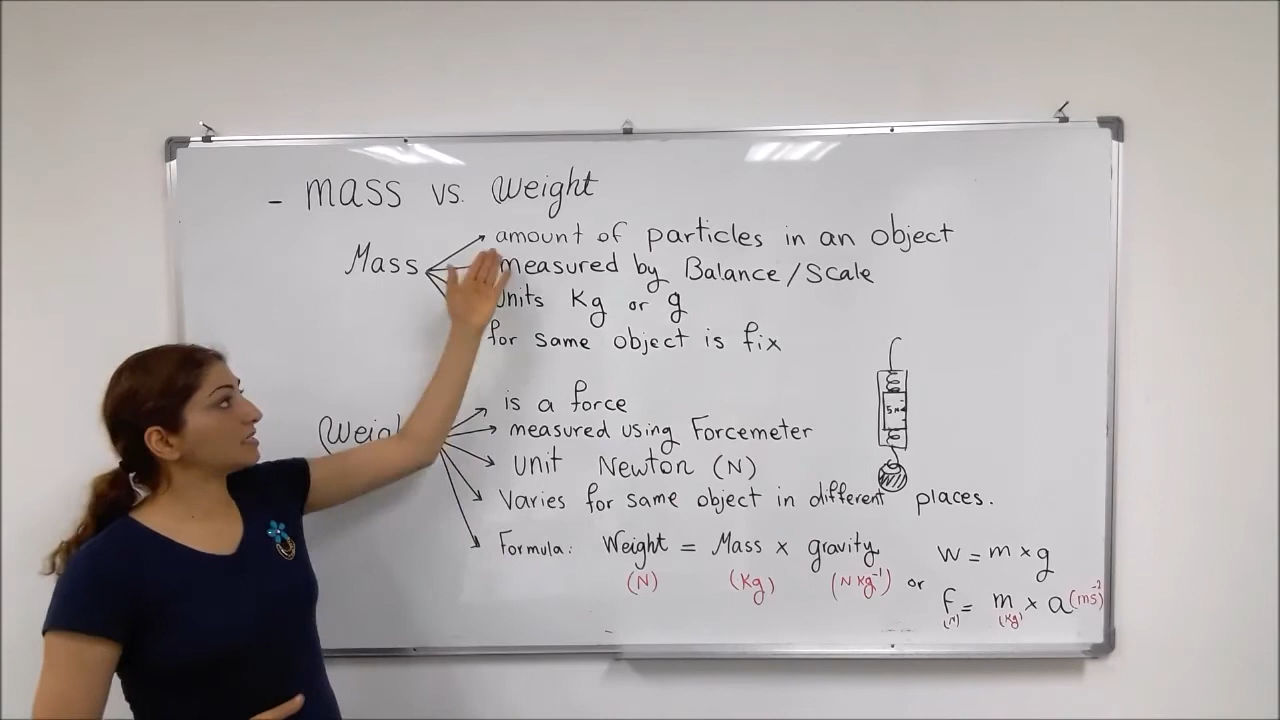 - Mass vs. Weight
Mass
amount of particles in an object
measured by Balance/Scale
Units Kg or g
for same object is fix
is a force
measured using Forcemeter
Unit Newton (N)
Varies for same object in different places.
Formula: Weight = Mass × gravity
(N) (Kg) (N Kg⁻¹)
or
W = m × g
f = m × a (ms⁻²)
(N) (Kg)